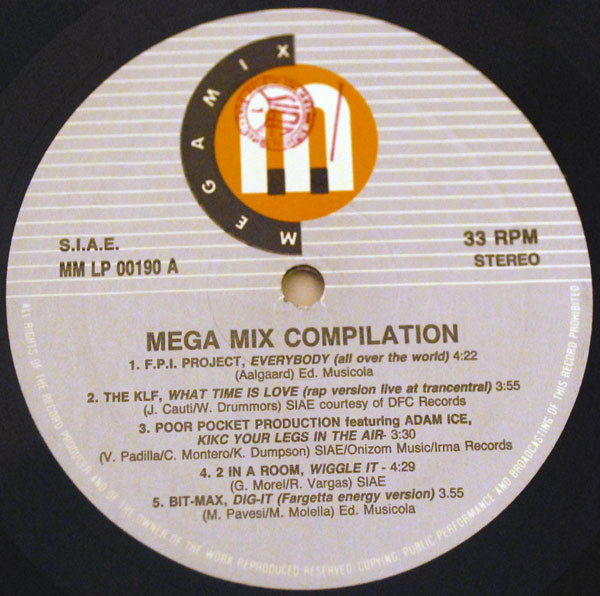 MEGAMIX
S.I.A.E.
MM LP 00190 A
33 RPM
STEREO
MEGA MIX COMPILATION
1. F.P.I. PROJECT, EVERYBODY (all over the world) 4:22
(Aalgaard) Ed. Musicola
2. THE KLF, WHAT TIME IS LOVE (rap version live at trancentral) 3:55
(J. Cauti/W. Drummors) SIAE courtesy of DFC Records
3. POOR POCKET PRODUCTION featuring ADAM ICE,
KIKC YOUR LEGS IN THE AIR- 3:30
(V. Padilla/C. Montero/K. Dumpson) SIAE/Onizom Music/Irma Records
4. 2 IN A ROOM, WIGGLE IT - 4:29
(G. Morel/R. Vargas) SIAE
5. BIT-MAX, DIG-IT (Fargetta energy version) 3.55
(M. Pavesi/M. Molella) Ed. Musicola
ALL RIGHTS OF THE RECORD PRODUCER AND OF THE OWNER OF THE WORK REPRODUCED RESERVED. COPYING, PUBLIC PERFORMANCE AND BROADCASTING OF THIS RECORD PROHIBITED